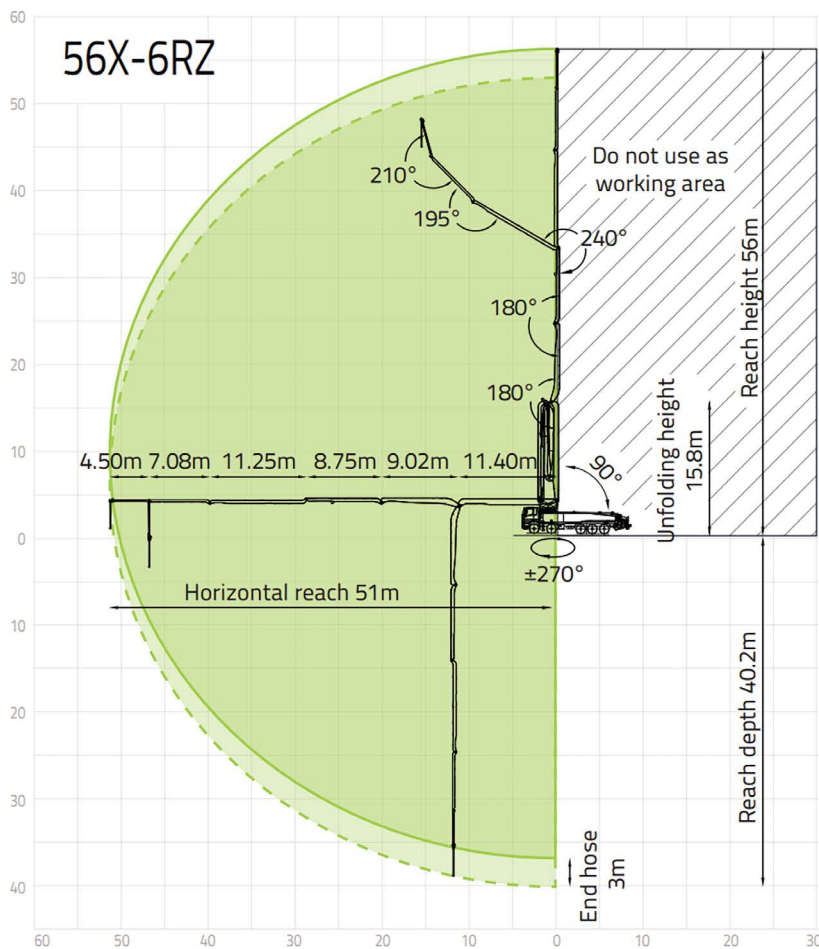 60
56X-6RZ
50
Do not use as
working area
40
210°
195°
240°
Reach height 56m
30
180°
20
180°
Unfolding height
15.8m
10
4.50m 7.08m 11.25m 8.75m 9.02m 11.40m
90°
0
±270°
Horizontal reach 51m
10
20
Reach depth 40.2m
30
End hose
3m
40
60 50 40 30 20 10 0 10 20 30